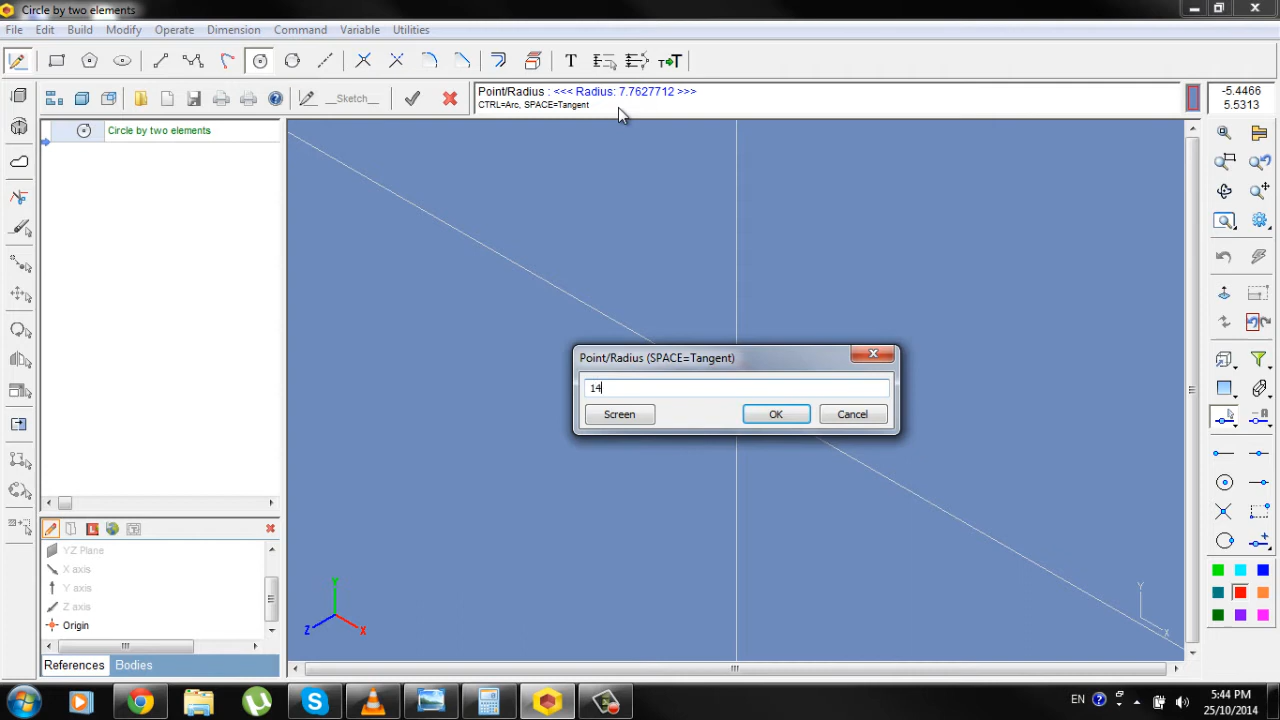 Circle by two elements
File Edit Build Modify Operate Dimension Command Window Utilities
T T→T
__Sketch__
Point/Radius : <<< Radius: 7.7627712 >>>
CTRL=Arc, SPACE=Tangent
-5.4466
5.5313
Circle by two elements
Point/Radius (SPACE=Tangent)
14
Screen OK Cancel
YZ Plane
X axis
Y axis
Z axis
Origin
References Bodies
Y
Z X
Y
X
EN 5:44 PM
25/10/2014